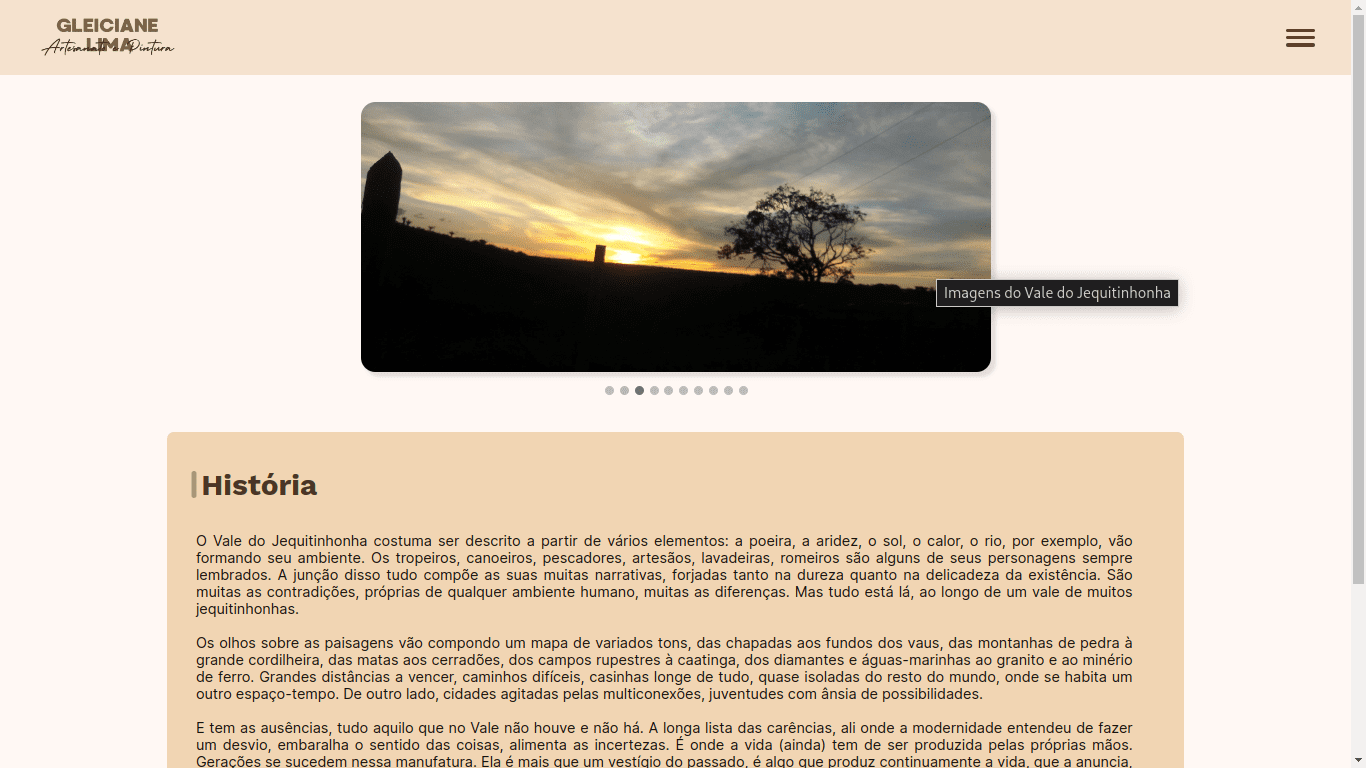 GLEICIANE
LIMA
Artesanato e Pintura
Imagens do Vale do Jequitinhonha
História
O Vale do Jequitinhonha costuma ser descrito a partir de vários elementos: a poeira, a aridez, o sol, o calor, o rio, por exemplo, vão
formando seu ambiente. Os tropeiros, canoeiros, pescadores, artesãos, lavadeiras, romeiros são alguns de seus personagens sempre
lembrados. A junção disso tudo compõe as suas muitas narrativas, forjadas tanto na dureza quanto na delicadeza da existência. São
muitas as contradições, próprias de qualquer ambiente humano, muitas as diferenças. Mas tudo está lá, ao longo de um vale de muitos
jequitinhonhas.
Os olhos sobre as paisagens vão compondo um mapa de variados tons, das chapadas aos fundos dos vaus, das montanhas de pedra à
grande cordilheira, das matas aos cerradões, dos campos rupestres à caatinga, dos diamantes e águas-marinhas ao granito e ao minério
de ferro. Grandes distâncias a vencer, caminhos difíceis, casinhas longe de tudo, quase isoladas do resto do mundo, onde se habita um
outro espaço-tempo. De outro lado, cidades agitadas pelas multiconexões, juventudes com ânsia de possibilidades.
E tem as ausências, tudo aquilo que no Vale não houve e não há. A longa lista das carências, ali onde a modernidade entendeu de fazer
um desvio, embaralha o sentido das coisas, alimenta as incertezas. É onde a vida (ainda) tem de ser produzida pelas próprias mãos.
Gerações se sucedem nessa manufatura. Ela é mais que um vestígio do passado, é algo que produz continuamente a vida, que a anuncia,